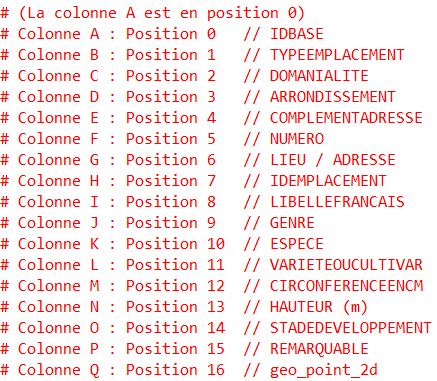 # (La colonne A est en position 0)
# Colonne A : Position 0 // IDBASE
# Colonne B : Position 1 // TYPEEMPLACEMENT
# Colonne C : Position 2 // DOMANIALITE
# Colonne D : Position 3 // ARRONDISSEMENT
# Colonne E : Position 4 // COMPLEMENTADRESSE
# Colonne F : Position 5 // NUMERO
# Colonne G : Position 6 // LIEU / ADRESSE
# Colonne H : Position 7 // IDEMPLACEMENT
# Colonne I : Position 8 // LIBELLEFRANCAIS
# Colonne J : Position 9 // GENRE
# Colonne K : Position 10 // ESPECE
# Colonne L : Position 11 // VARIETEOUCULTIVAR
# Colonne M : Position 12 // CIRCONFERENCEENCM
# Colonne N : Position 13 // HAUTEUR (m)
# Colonne O : Position 14 // STADEDEVELOPPEMENT
# Colonne P : Position 15 // REMARQUABLE
# Colonne Q : Position 16 // geo_point_2d